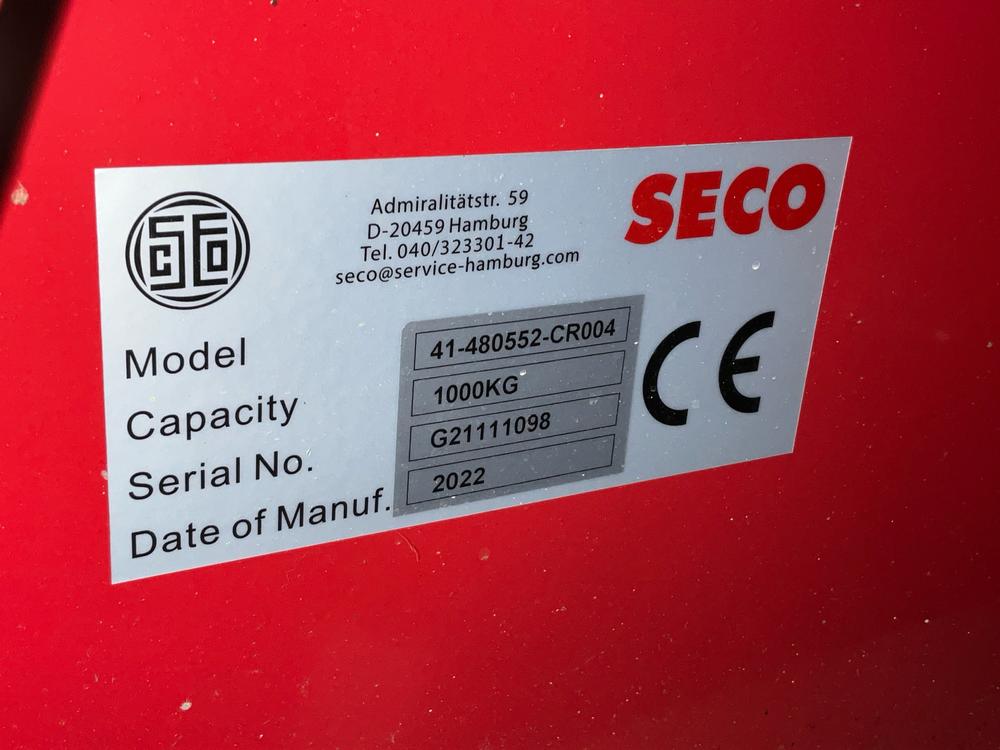 SECO
Admiralitätstr. 59
D-20459 Hamburg
Tel. 040/323301-42
seco@service-hamburg.com
SECO
Model 41-480552-CR004
Capacity 1000KG
Serial No. G21111098
Date of Manuf. 2022
CE